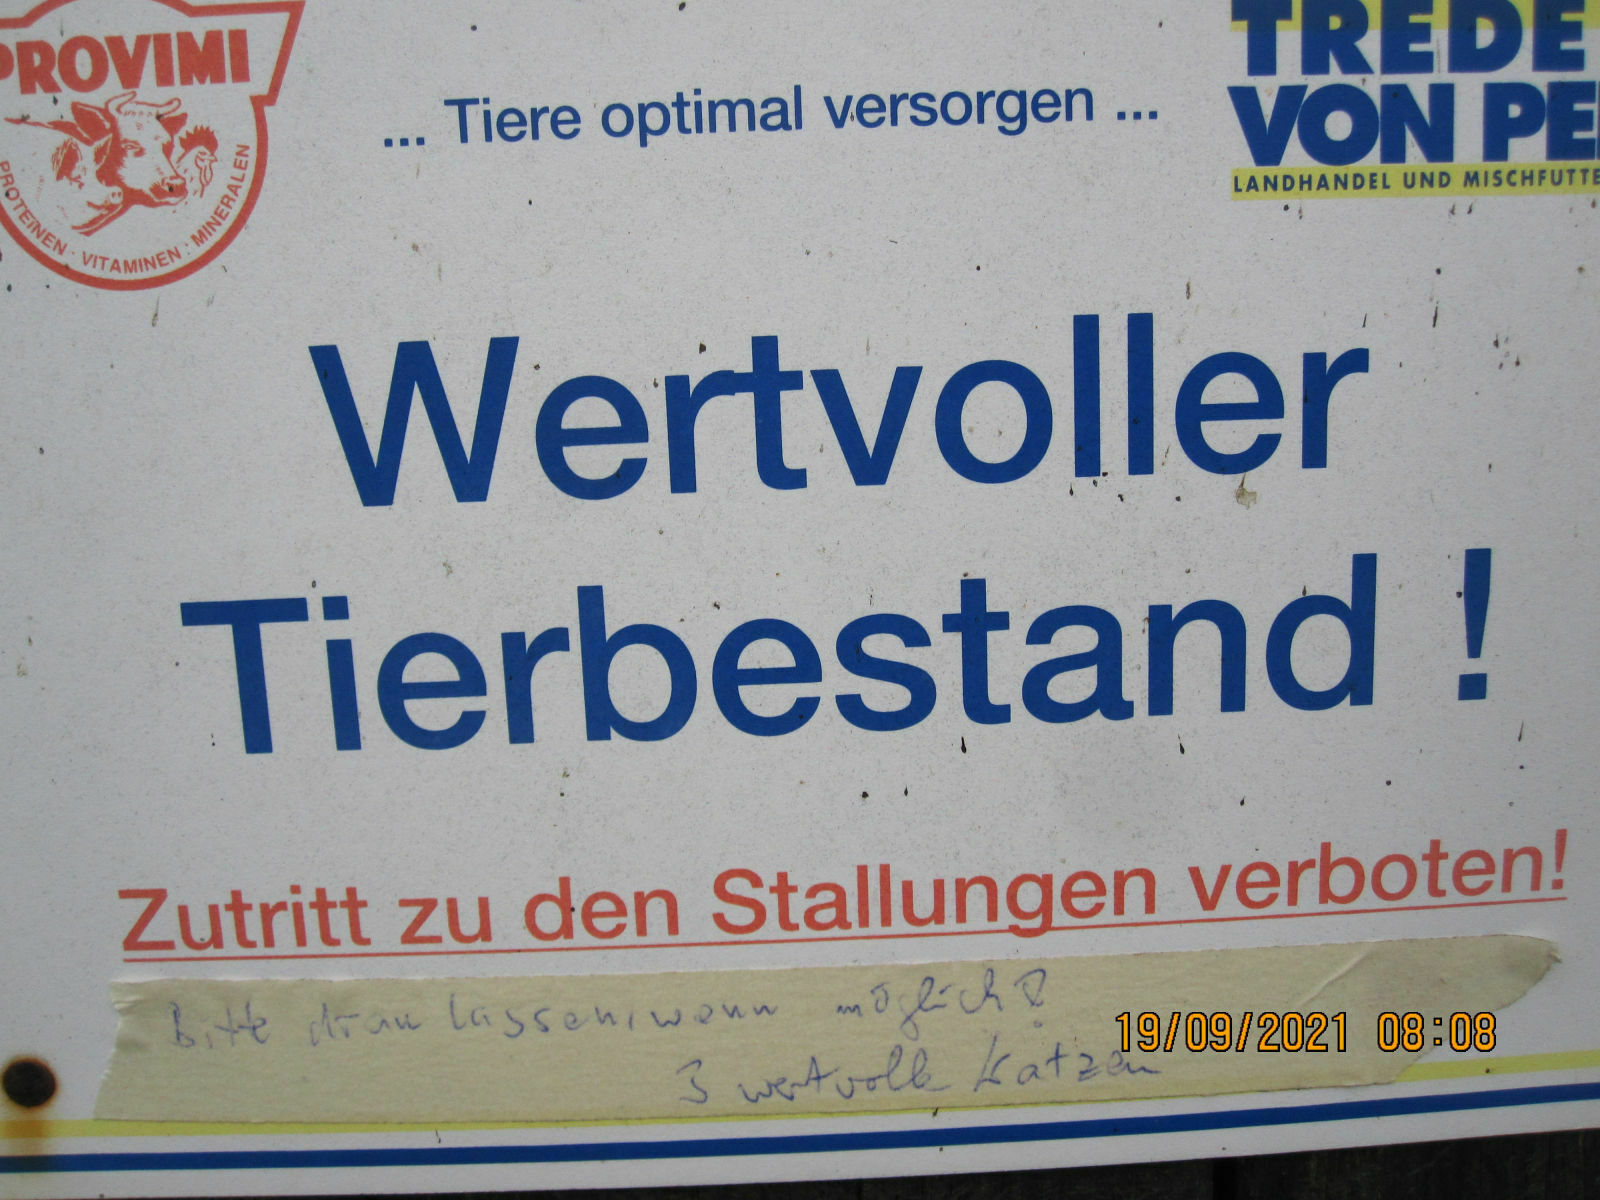 PROVIMI
PROTEINEN · VITAMINEN · MINERALEN
... Tiere optimal versorgen ...
TREDE
VON PE
LANDHANDEL UND MISCHFUTTE
Wertvoller
Tierbestand !
Zutritt zu den Stallungen verboten!
Bitte dran lassen, wenn möglich!
3 wertvolle Katzen
19/09/2021 08:08